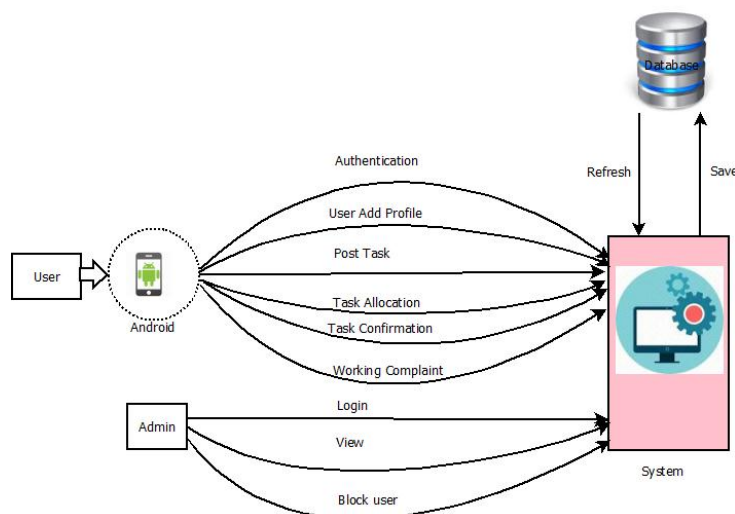 Database
Refresh
Save
Authentication
User Add Profile
Post Task
User
Android
Task Allocation
Task Confirmation
Working Complaint
Login
Admin
View
Block user
System